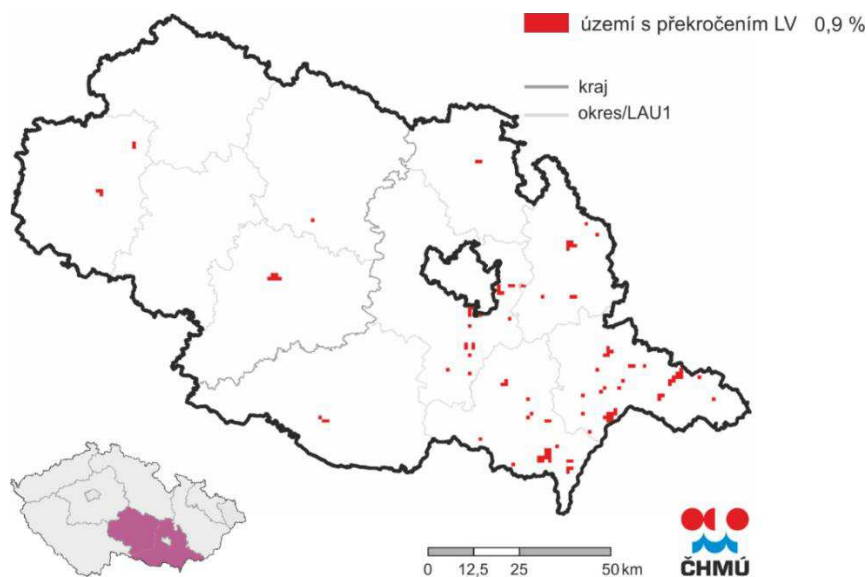 území s překročením LV 0,9 %
kraj
okres/LAU1
0 12,5 25 50 km
ČHMÚ